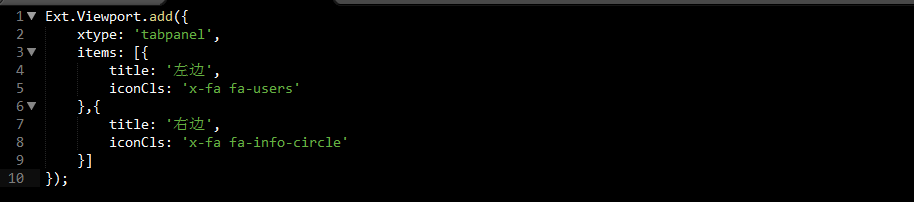 1 Ext.Viewport.add({
2     xtype: 'tabpanel',
3     items: [{
4         title: '左边',
5         iconCls: 'x-fa fa-users'
6     },{
7         title: '右边',
8         iconCls: 'x-fa fa-info-circle'
9     }]
10 });